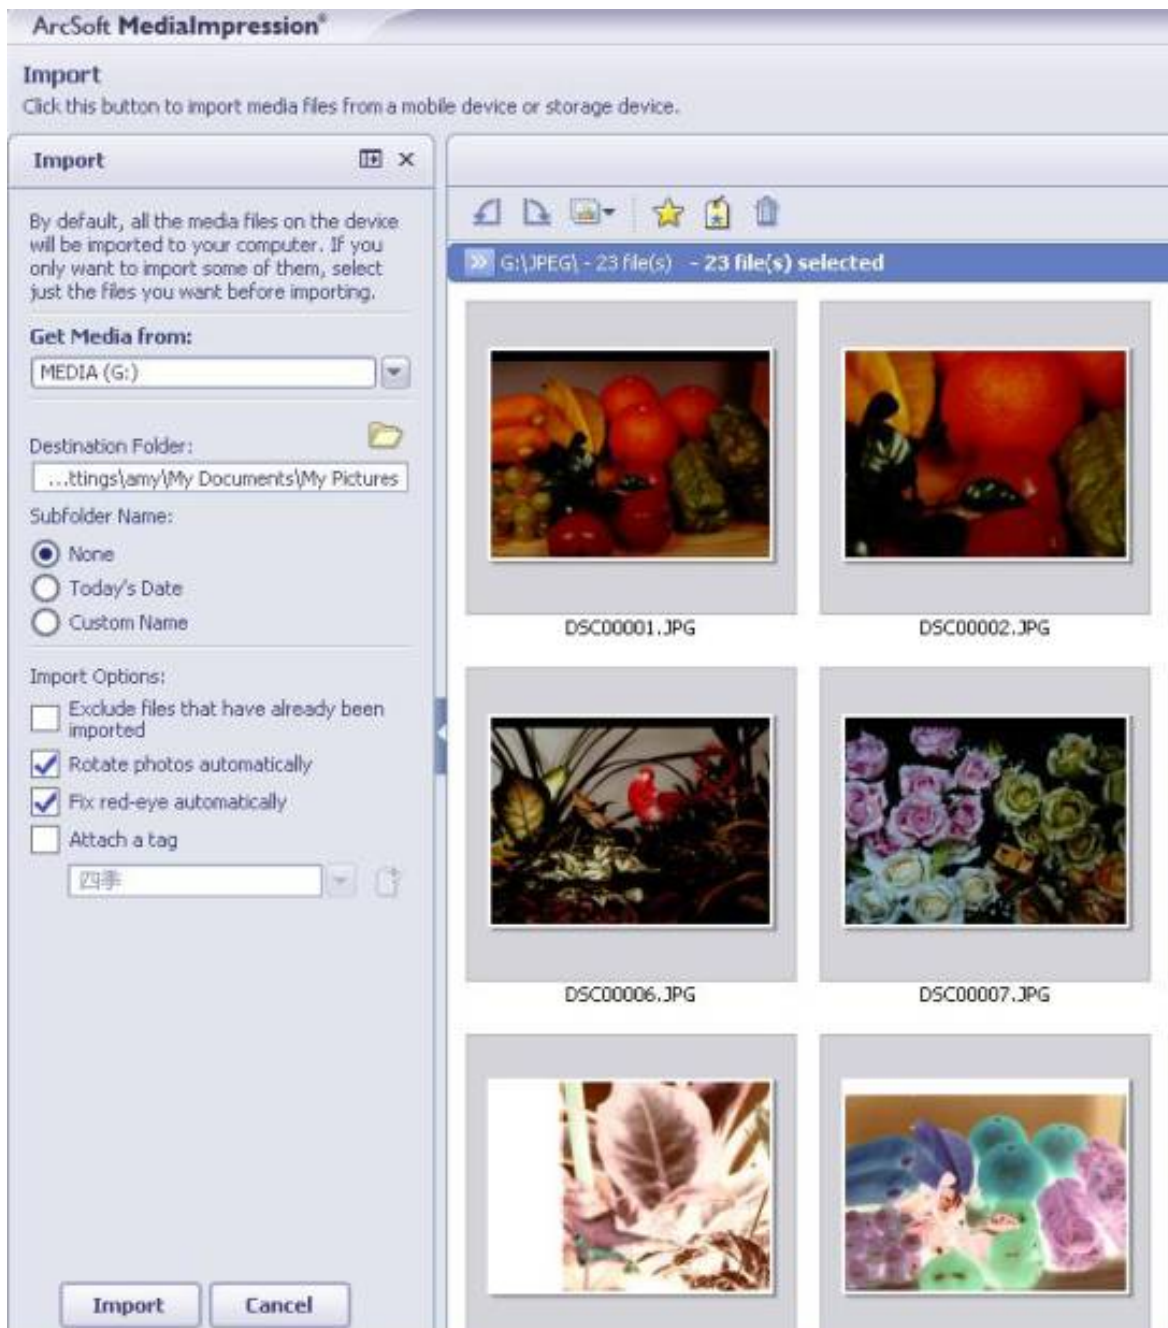 ArcSoft MediaImpression®
Import
Click this button to import media files from a mobile device or storage device.
Import
By default, all the media files on the device
will be imported to your computer. If you
only want to import some of them, select
just the files you want before importing.
Get Media from:
MEDIA (G:)
Destination Folder:
...ttings\amy\My Documents\My Pictures
Subfolder Name:
None
Today's Date
Custom Name
Import Options:
Exclude files that have already been
imported
Rotate photos automatically
Fix red-eye automatically
Attach a tag
四季
Import
Cancel
G:\JPEG\ - 23 file(s) - 23 file(s) selected
DSC00001.JPG
DSC00002.JPG
DSC00006.JPG
DSC00007.JPG